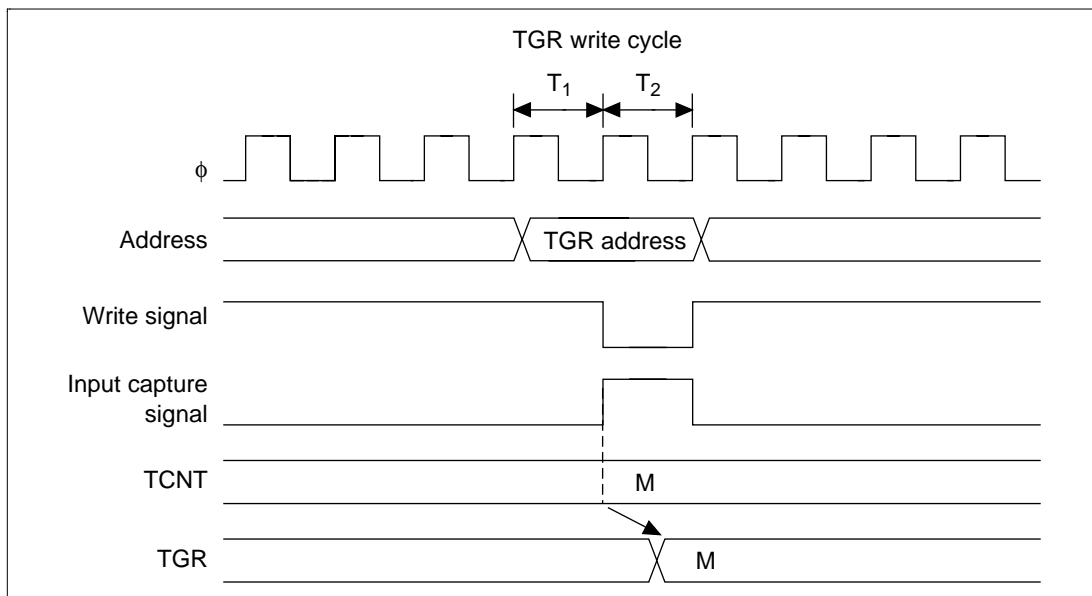 TGR write cycle
T1 T2
ϕ
Address TGR address
Write signal
Input capture
signal
TCNT M
TGR M